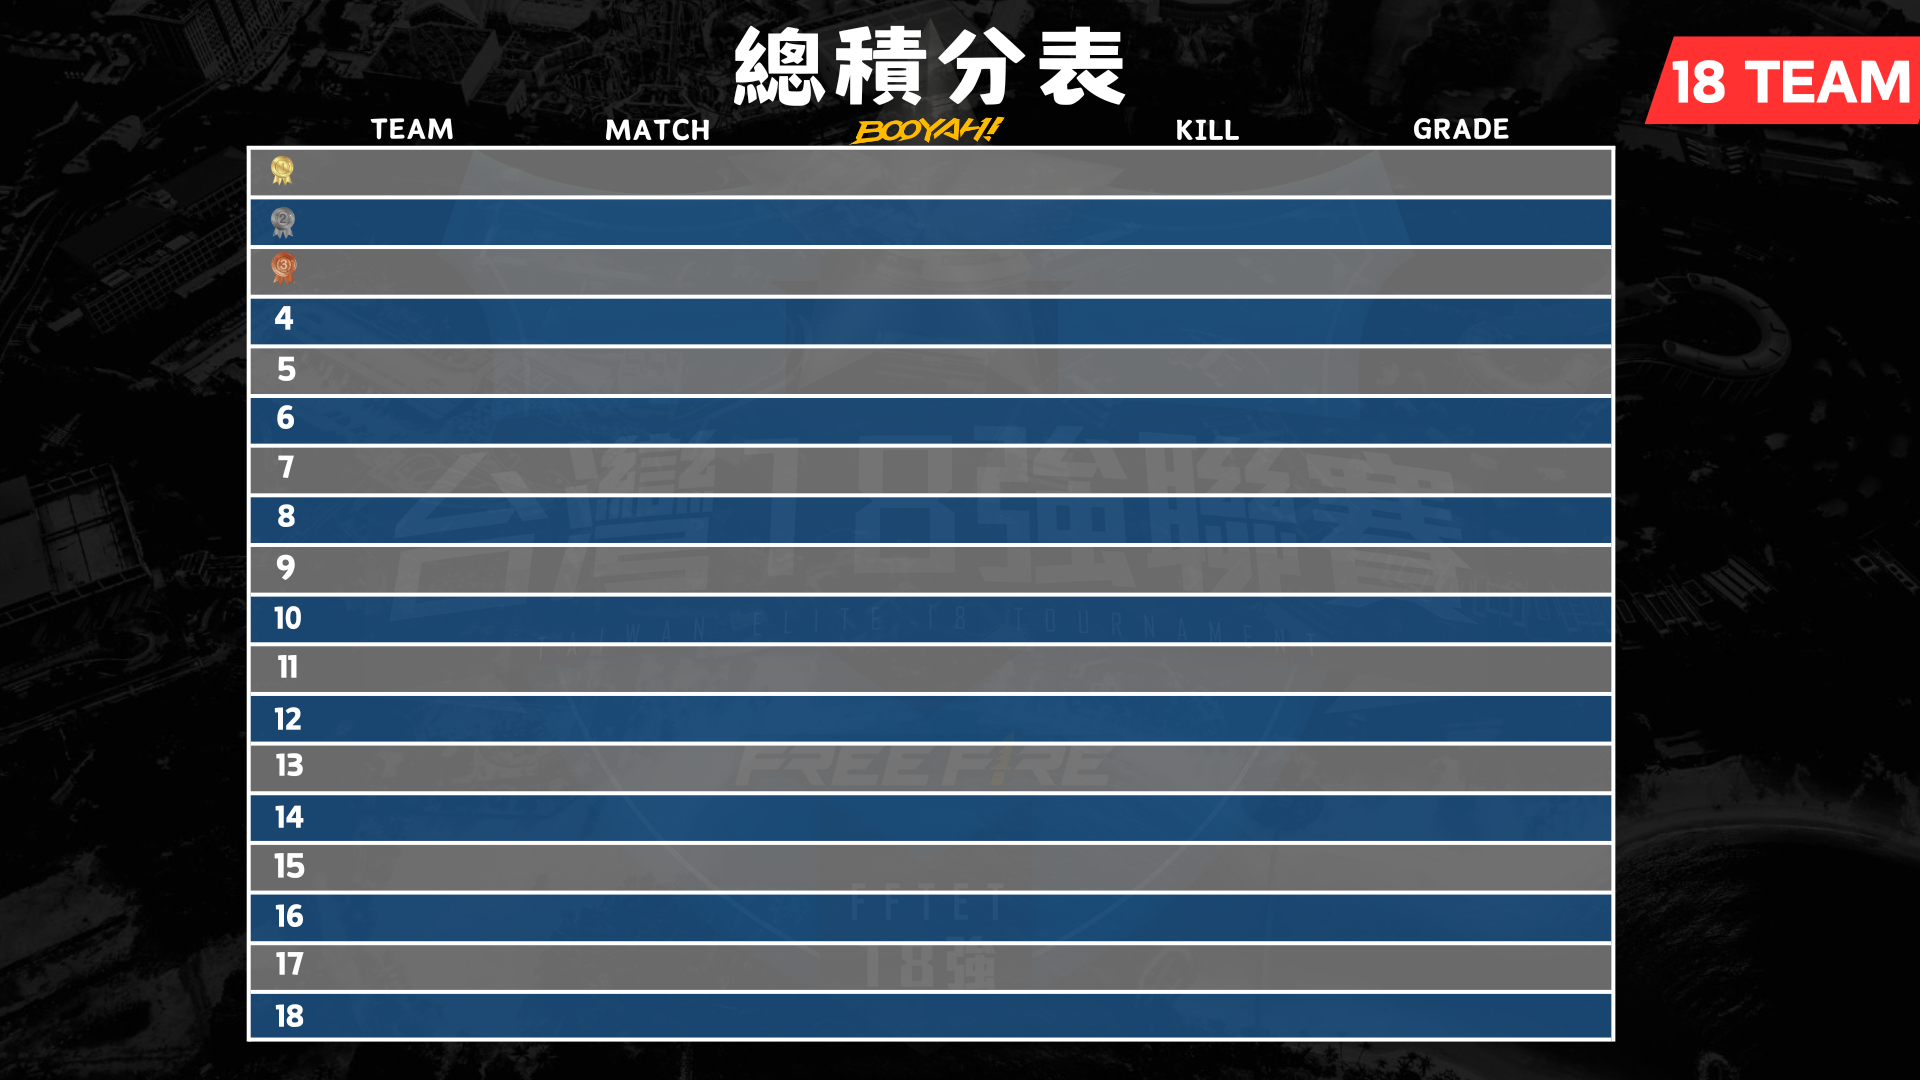 總積分表
18 TEAM
TEAM MATCH BOOYAH! KILL GRADE
1
2
3
4
5
6
7
8
台灣18強聯賽
9
10
TAIWAN ELITE 18 TOURNAMENT
11
12
13
FREE FIRE
14
15
16
FFTET
17
18強
18